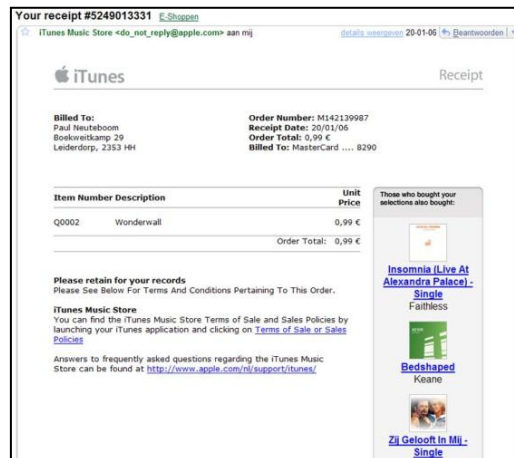 Your receipt #5249013331 E-Shoppen
iTunes Music Store <do_not_reply@apple.com> aan mij details weergeven 20-01-06 Beantwoorden
iTunes Receipt
Billed To:
Paul Neuteboom
Boekweitkamp 29
Leiderdorp, 2353 HH
Order Number: M142139987
Receipt Date: 20/01/06
Order Total: 0,99 €
Billed To: MasterCard .... 8290
Item Number Description Unit Price
Q0002 Wonderwall 0,99 €
Order Total: 0,99 €
Please retain for your records
Please See Below For Terms And Conditions Pertaining To This Order.
iTunes Music Store
You can find the iTunes Music Store Terms of Sale and Sales Policies by
launching your iTunes application and clicking on Terms of Sale or Sales
Policies
Answers to frequently asked questions regarding the iTunes Music
Store can be found at http://www.apple.com/nl/support/itunes/
Those who bought your
selections also bought:
Insomnia (Live At
Alexandra Palace) -
Single
Faithless
Bedshaped
Keane
Zij Gelooft In Mij -
Single